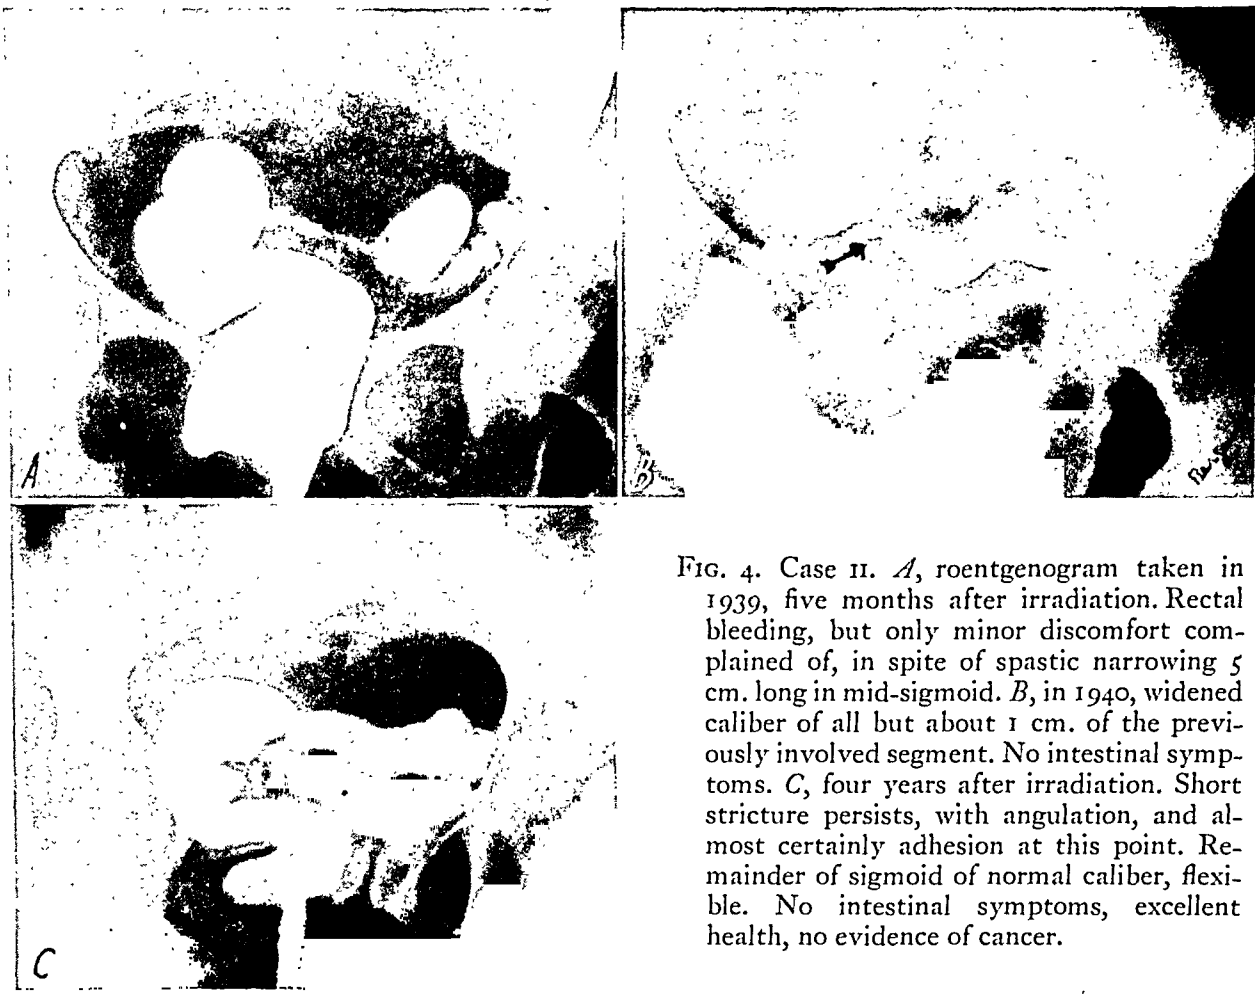 A
B
C
FIG. 4. Case II. A, roentgenogram taken in
1939, five months after irradiation. Rectal
bleeding, but only minor discomfort com-
plained of, in spite of spastic narrowing 5
cm. long in mid-sigmoid. B, in 1940, widened
caliber of all but about 1 cm. of the previ-
ously involved segment. No intestinal symp-
toms. C, four years after irradiation. Short
stricture persists, with angulation, and al-
most certainly adhesion at this point. Re-
mainder of sigmoid of normal caliber, flexi-
ble. No intestinal symptoms, excellent
health, no evidence of cancer.